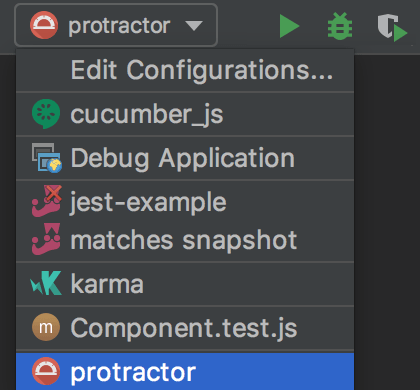 protractor
Edit Configurations...
cucumber_js
Debug Application
jest-example
matches snapshot
karma
m Component.test.js
protractor